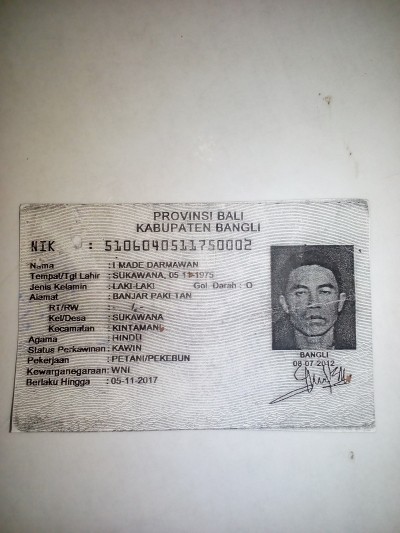 PROVINSI BALI
KABUPATEN BANGLI
NIK : 5106040511750002
Nama : I MADE DARMAWAN
Tempat/Tgl Lahir : SUKAWANA, 05-11-1975
Jenis Kelamin : LAKI-LAKI Gol. Darah : O
Alamat : BANJAR PAKITAN
RT/RW :
Kel/Desa : SUKAWANA
Kecamatan : KINTAMANI
Agama : HINDU
Status Perkawinan: KAWIN
Pekerjaan : PETANI/PEKEBUN
Kewarganegaraan: WNI
Berlaku Hingga : 05-11-2017
BANGLI
08-07-2012